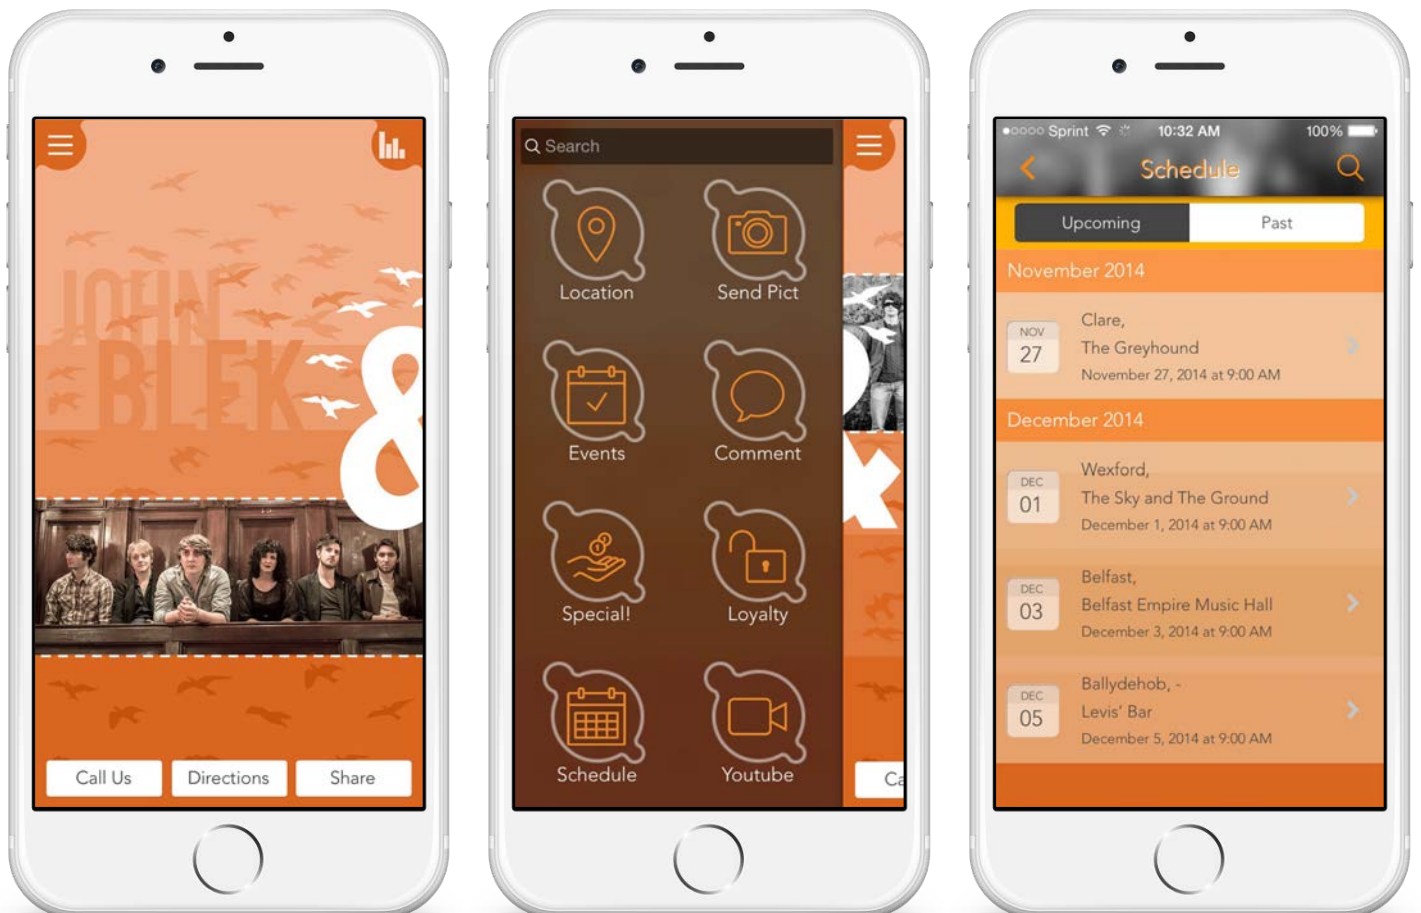 JOHN
BLEK
&
Call Us
Directions
Share
Search
Location
Send Pict
Events
Comment
Special!
Loyalty
Schedule
Youtube
Ca
Sprint
10:32 AM
100%
Schedule
Upcoming
Past
November 2014
NOV
27
Clare,
The Greyhound
November 27, 2014 at 9:00 AM
December 2014
DEC
01
Wexford,
The Sky and The Ground
December 1, 2014 at 9:00 AM
DEC
03
Belfast,
Belfast Empire Music Hall
December 3, 2014 at 9:00 AM
DEC
05
Ballydehob, -
Levis' Bar
December 5, 2014 at 9:00 AM